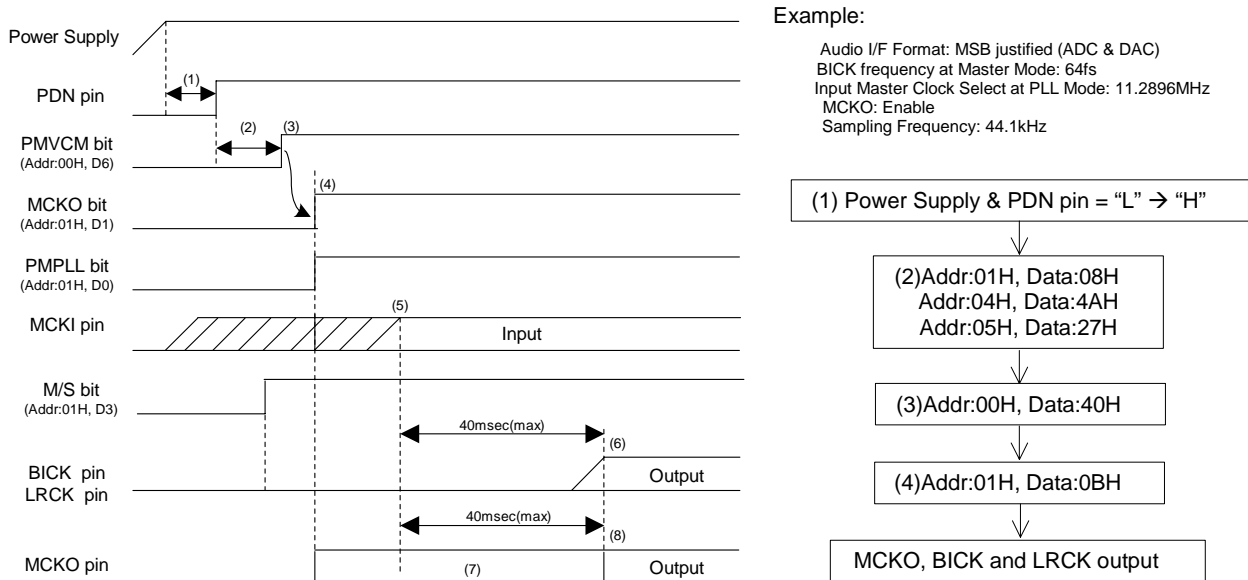 Power Supply
(1)
PDN pin
(2)
(3)
PMVCM bit
(Addr:00H, D6)
(4)
MCKO bit
(Addr:01H, D1)
PMPLL bit
(Addr:01H, D0)
(5)
MCKI pin
Input
M/S bit
(Addr:01H, D3)
40msec(max)
(6)
BICK pin
LRCK pin
Output
40msec(max)
(8)
MCKO pin
(7)
Output
Example:
Audio I/F Format: MSB justified (ADC & DAC)
BICK frequency at Master Mode: 64fs
Input Master Clock Select at PLL Mode: 11.2896MHz
MCKO: Enable
Sampling Frequency: 44.1kHz
(1) Power Supply & PDN pin = “L” → “H”
(2)Addr:01H, Data:08H
Addr:04H, Data:4AH
Addr:05H, Data:27H
(3)Addr:00H, Data:40H
(4)Addr:01H, Data:0BH
MCKO, BICK and LRCK output